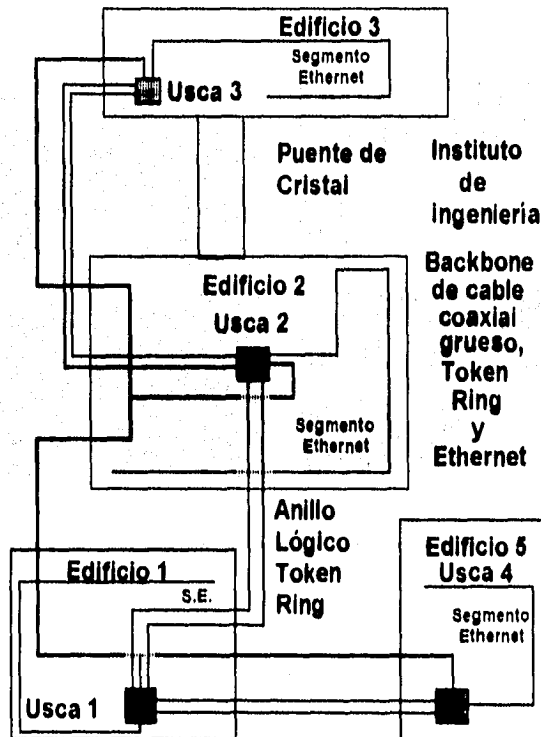 Edificio 3
Segmento
Ethernet
Usca 3
Puente de
Cristal
Instituto
de
ingeniería
Edificio 2
Usca 2
Segmento
Ethernet
Backbone
de cable
coaxial
grueso,
Token
Ring
y
Ethernet
Anillo
Lógico
Token
Ring
Edificio 1
S.E.
Usca 1
Edificio 5
Usca 4
Segmento
Ethernet